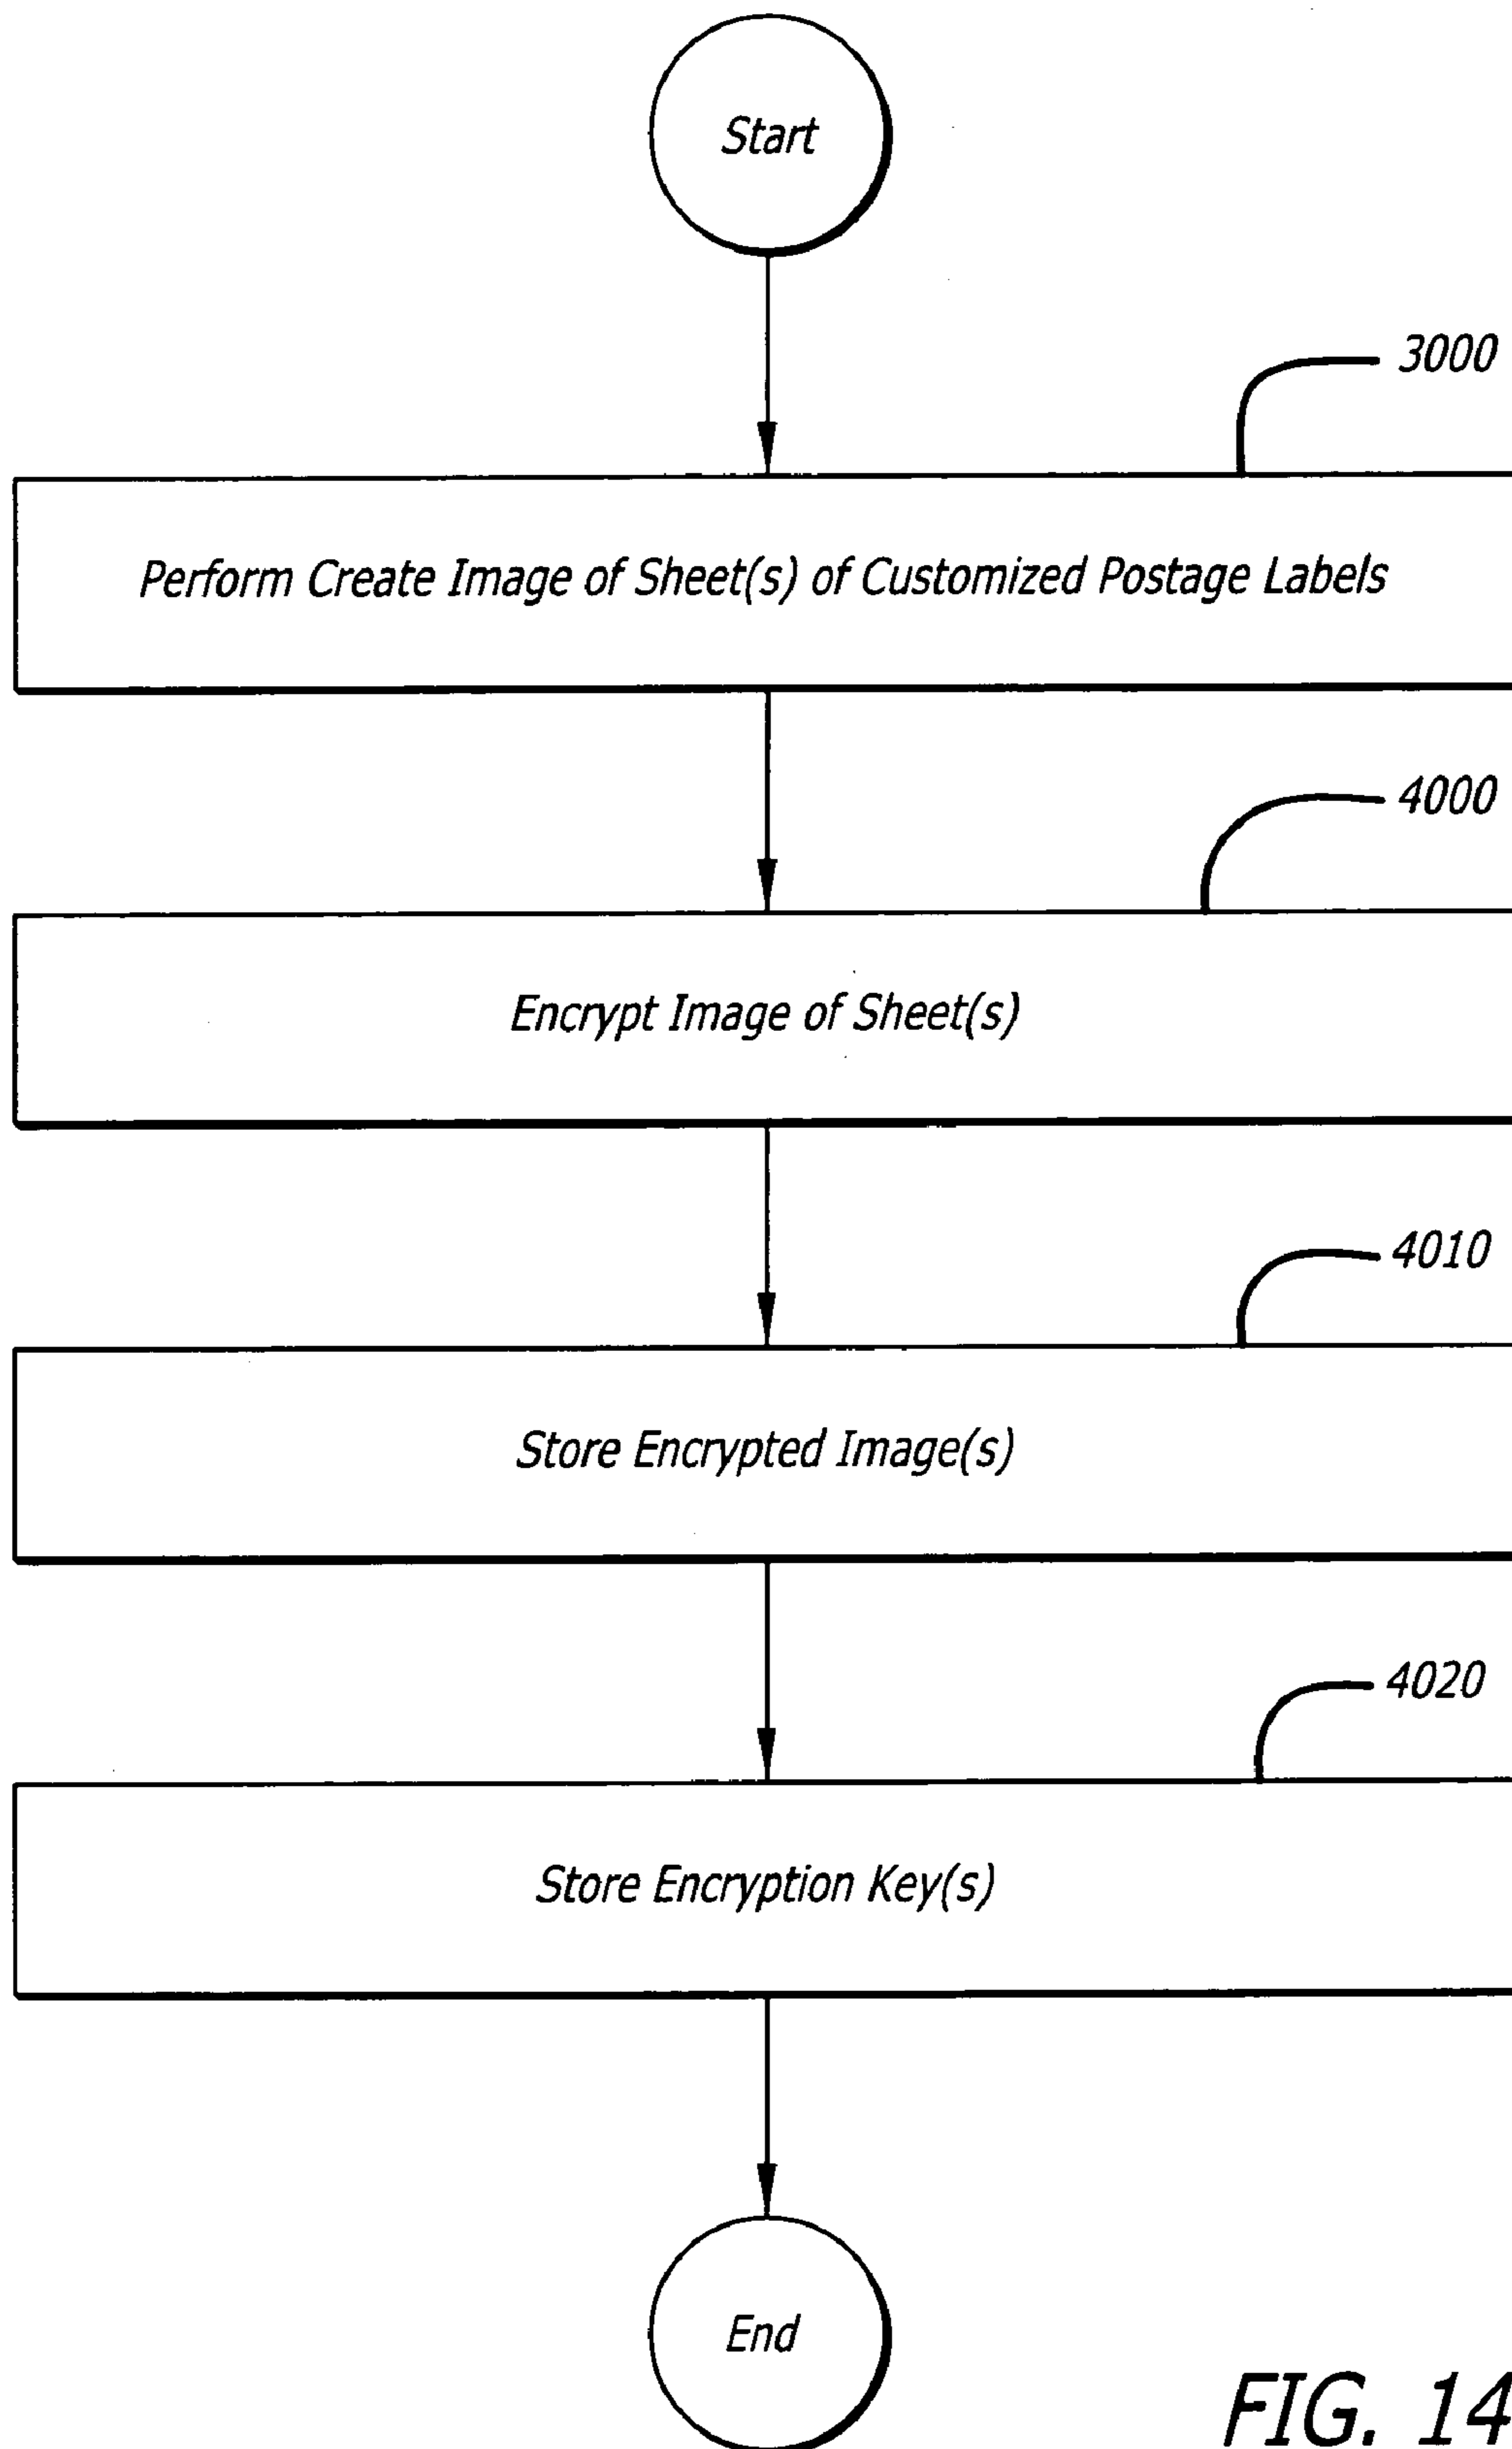 Start
3000
Perform Create Image of Sheet(s) of Customized Postage Labels
4000
Encrypt Image of Sheet(s)
4010
Store Encrypted Image(s)
4020
Store Encryption Key(s)
End
FIG. 14